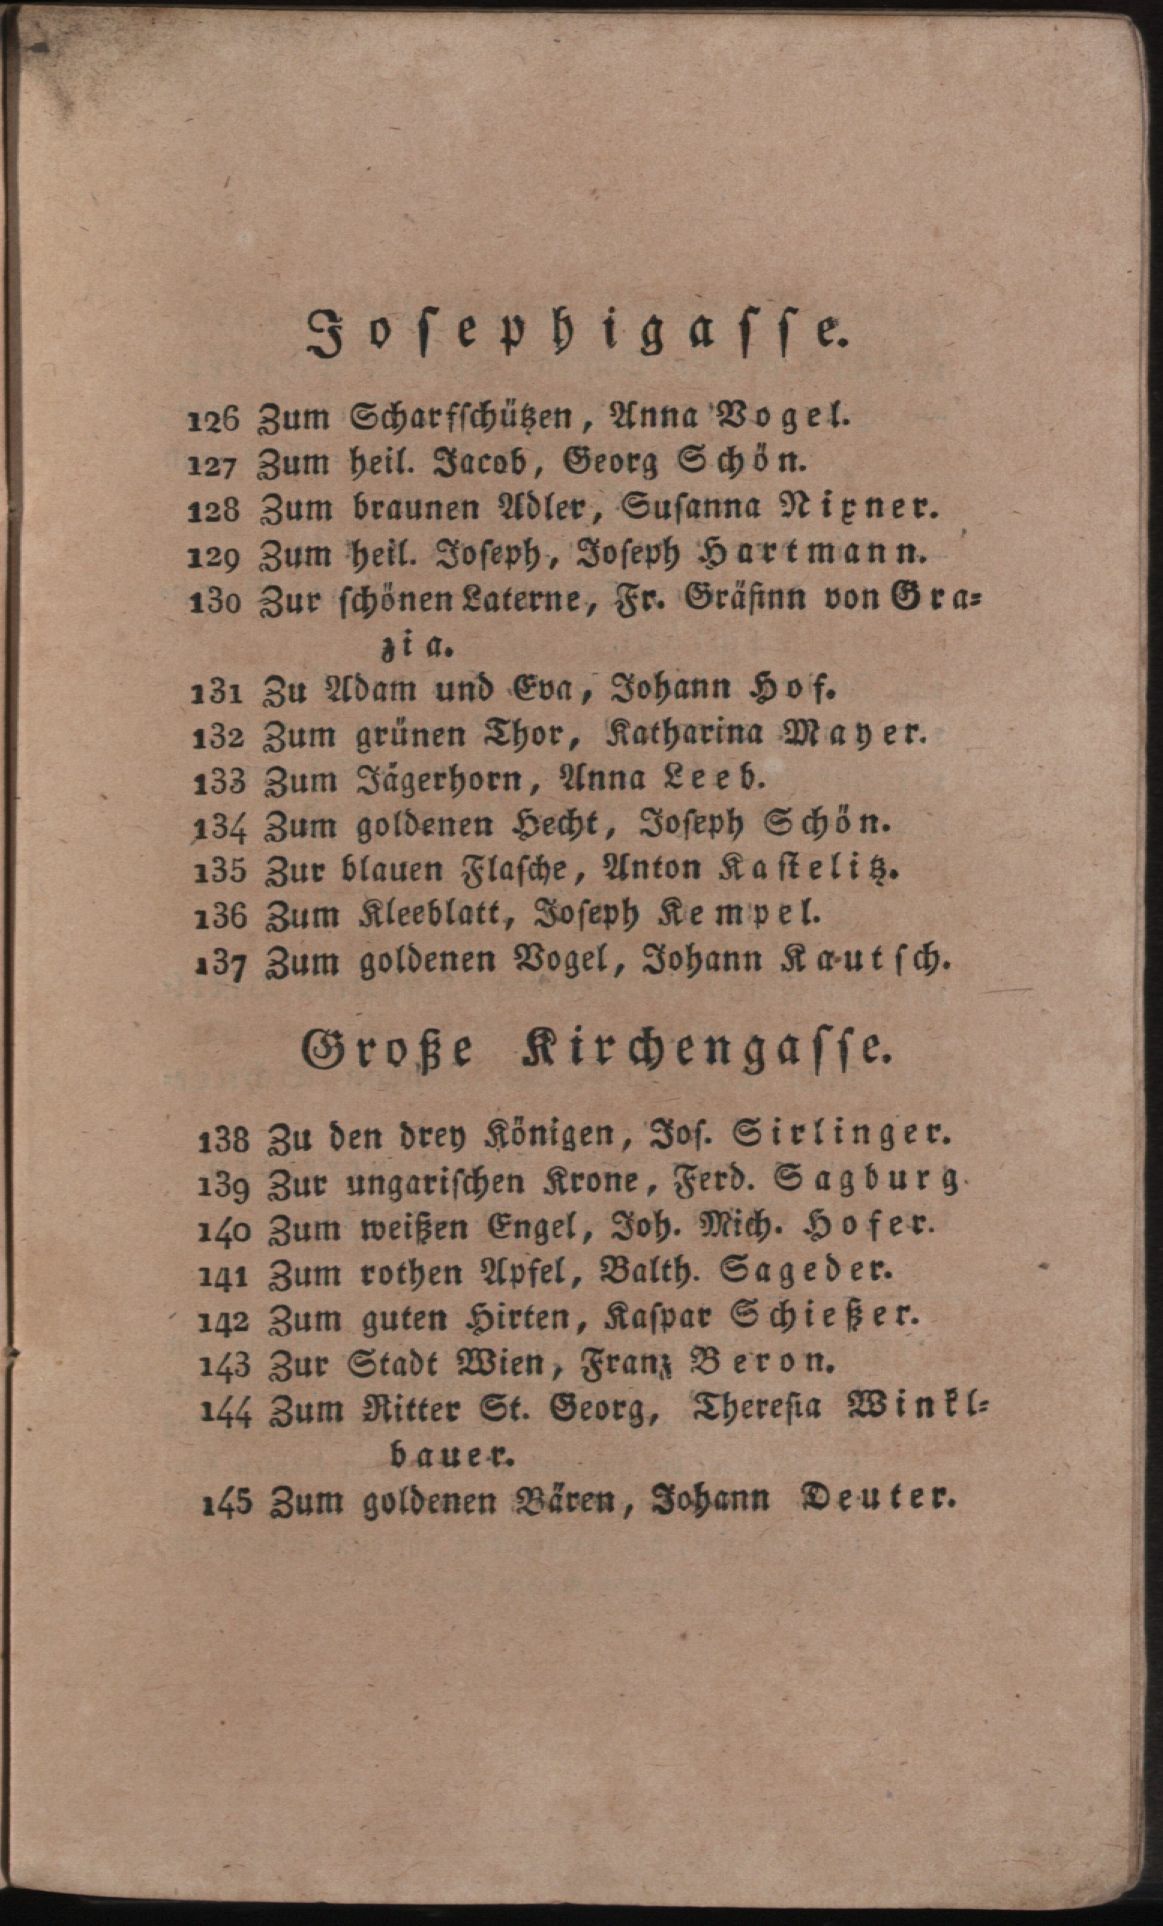 Josephigasse.
126 Zum Scharfschützen, Anna Vogel.
127 Zum heil. Jacob, Georg Schön.
128 Zum braunen Adler, Susanna Nixner.
129 Zum heil. Joseph, Joseph Hartmann.
130 Zur schönen Laterne, Fr. Gräfinn von Gra-
zia.
131 Zu Adam und Eva, Johann Hof.
132 Zum grünen Thor, Katharina Mayer.
133 Zum Jägerhorn, Anna Leeb.
134 Zum goldenen Hecht, Joseph Schön.
135 Zur blauen Flasche, Anton Kastelitz.
136 Zum Kleeblatt, Joseph Kempel.
137 Zum goldenen Vogel, Johann Kautsch.
Große Kirchengasse.
138 Zu den drey Königen, Jos. Sirlinger.
139 Zur ungarischen Krone, Ferd. Sagburg.
140 Zum weißen Engel, Joh. Mich. Hofer.
141 Zum rothen Apfel, Balth. Sageder.
142 Zum guten Hirten, Kaspar Schießer.
143 Zur Stadt Wien, Franz Beron.
144 Zum Ritter St. Georg, Theresia Winkl-
bauer.
145 Zum goldenen Bären, Johann Deuter.